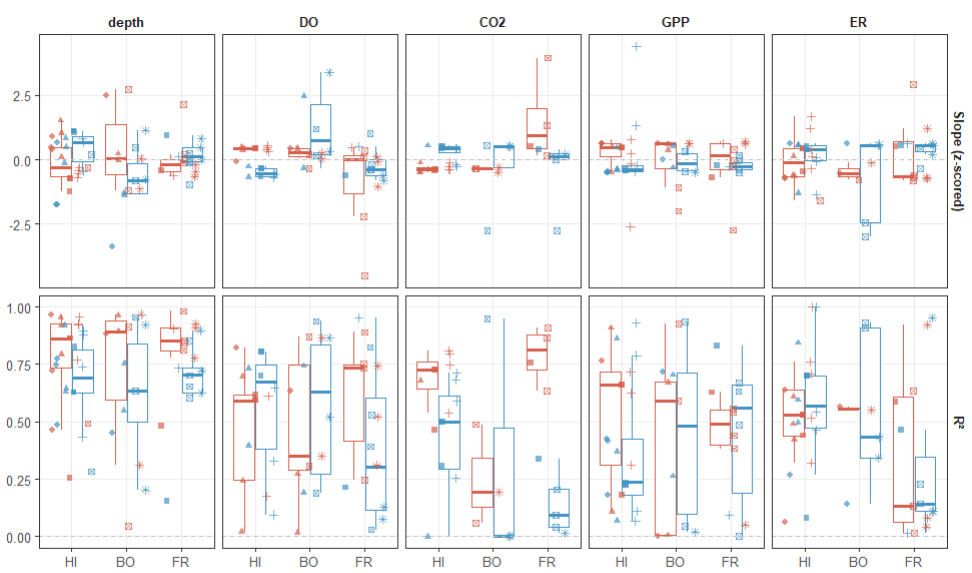 depth DO CO2 GPP ER
2.5
0.0
-2.5
Slope (z-scored)
1.00
0.75
0.50
0.25
0.00
R²
HI BO FR HI BO FR HI BO FR HI BO FR HI BO FR